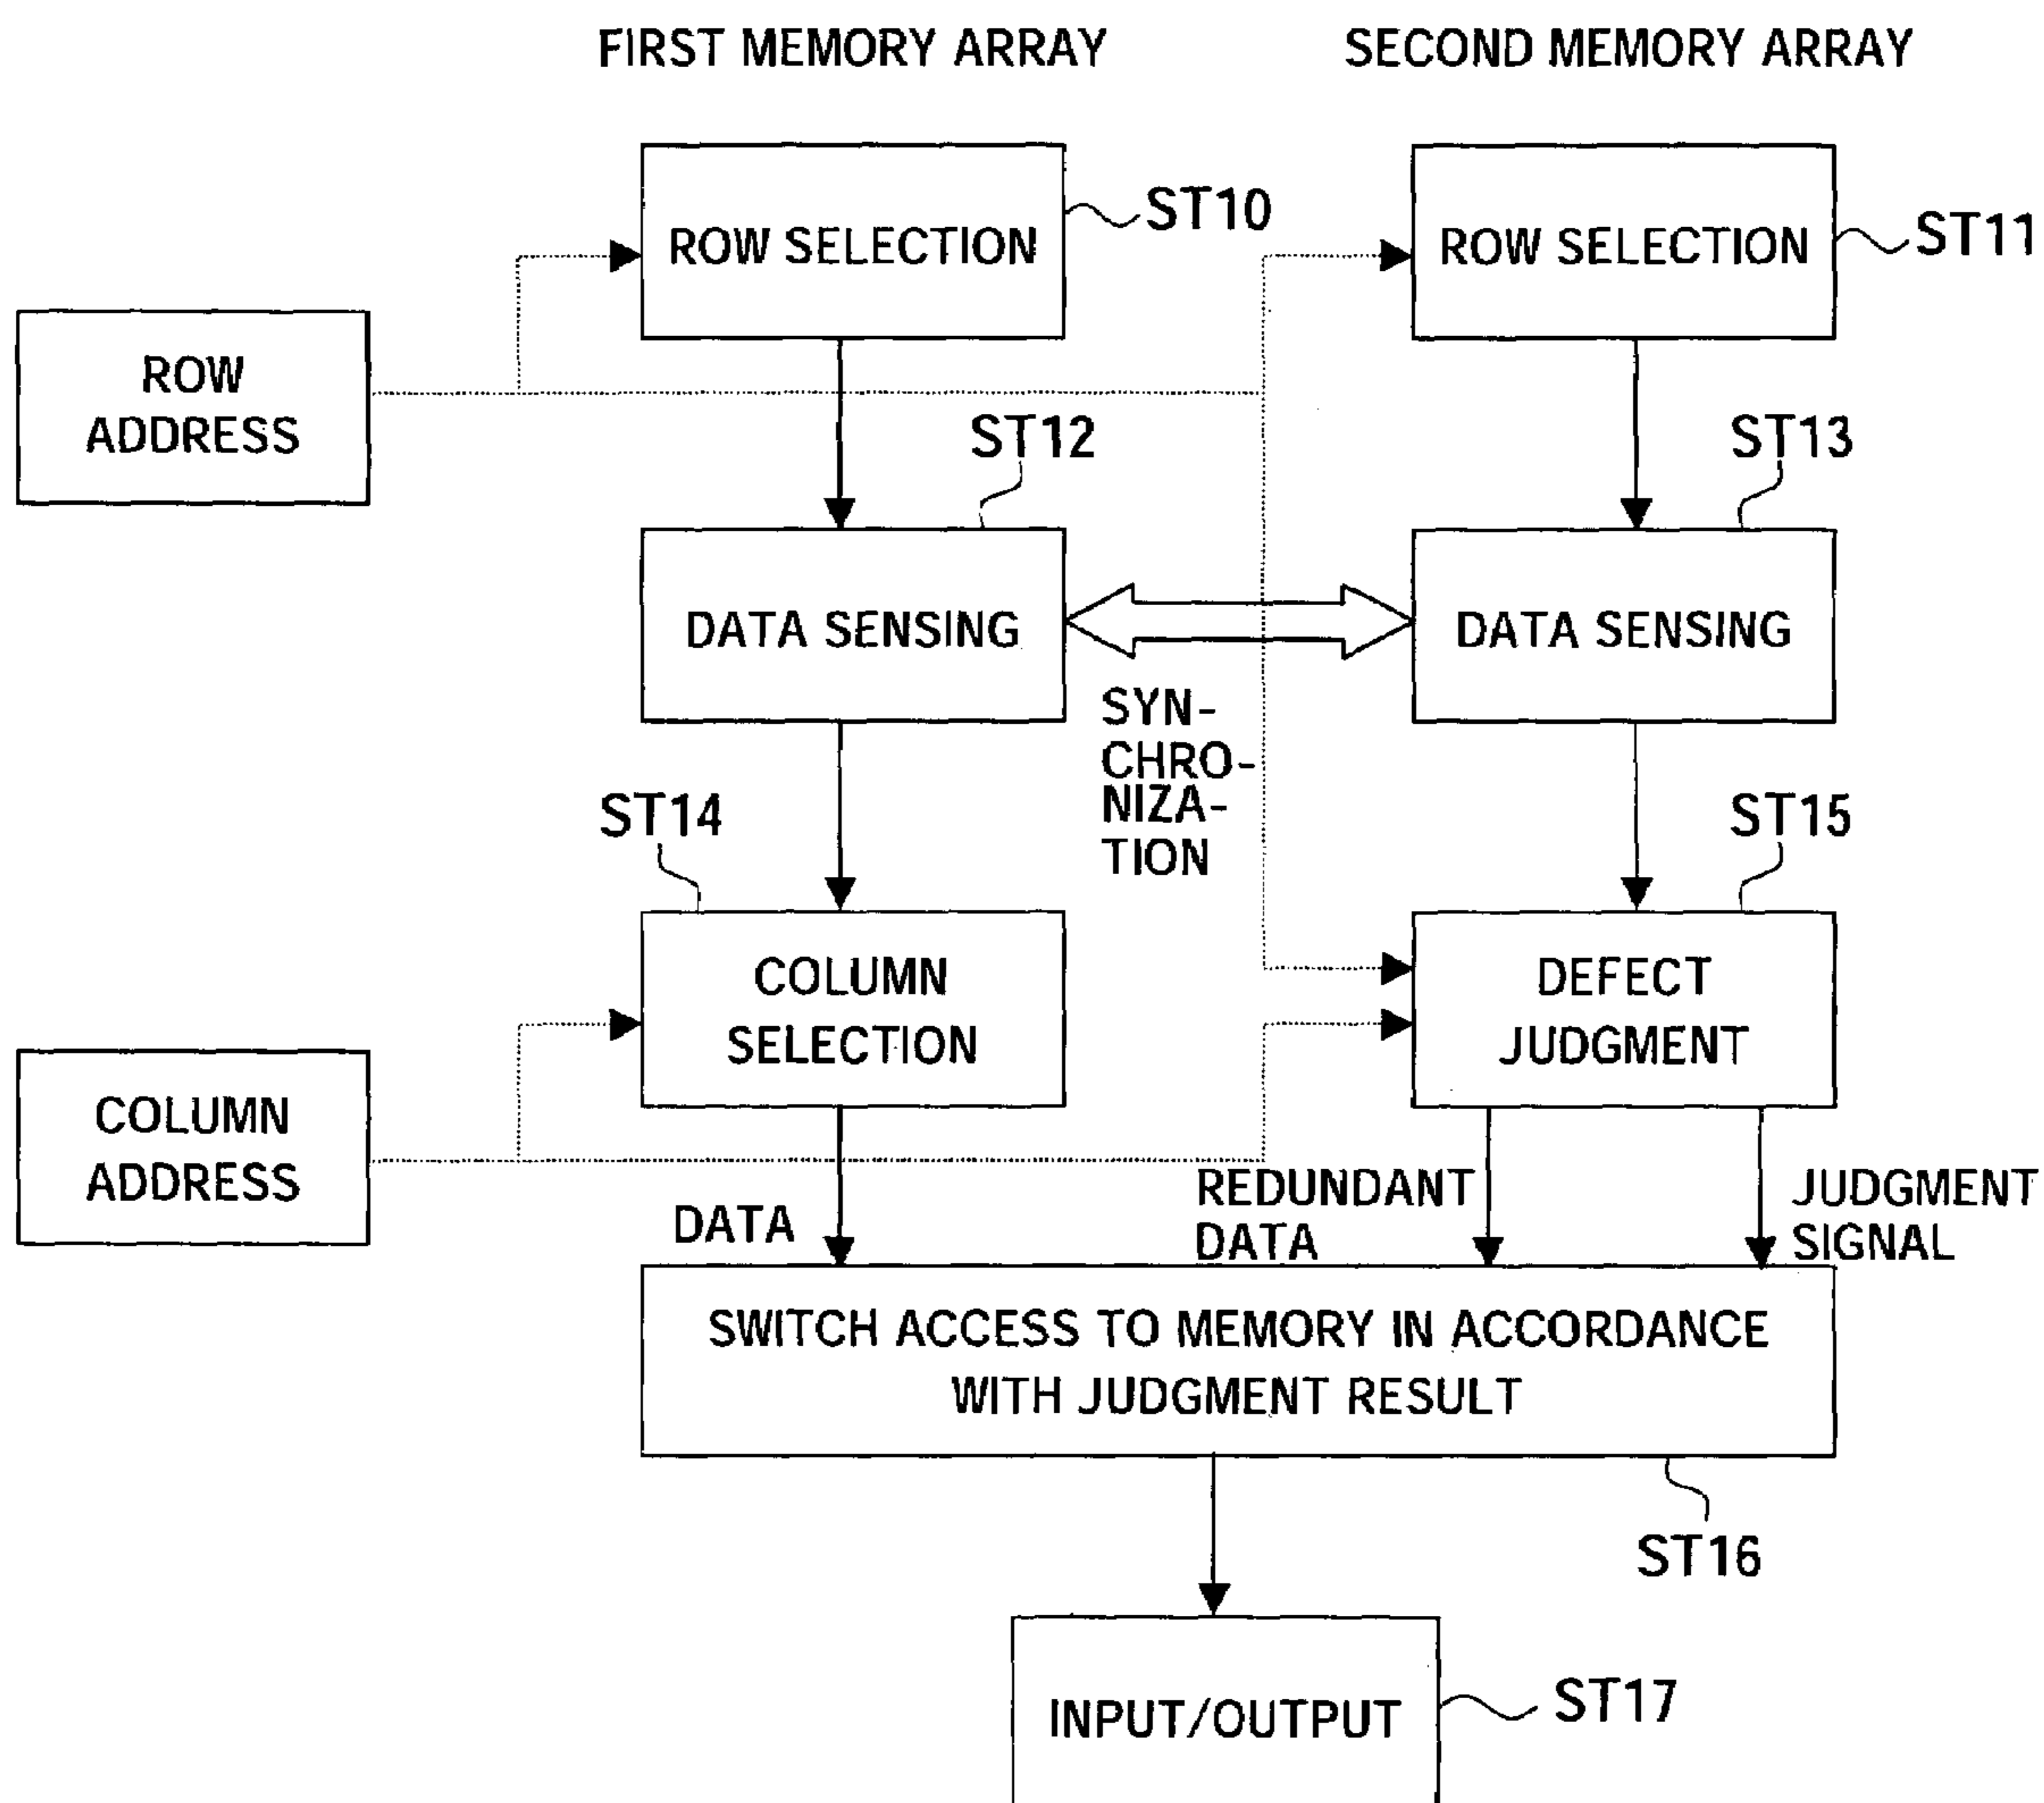 FIRST MEMORY ARRAY
SECOND MEMORY ARRAY
ROW SELECTION
ST10
ROW SELECTION
ST11
ROW
ADDRESS
ST12
ST13
DATA SENSING
DATA SENSING
SYN-
CHRO-
NIZA-
TION
ST14
ST15
COLUMN
SELECTION
DEFECT
JUDGMENT
COLUMN
ADDRESS
DATA
REDUNDANT
DATA
JUDGMENT
SIGNAL
SWITCH ACCESS TO MEMORY IN ACCORDANCE
WITH JUDGMENT RESULT
ST16
INPUT/OUTPUT
ST17